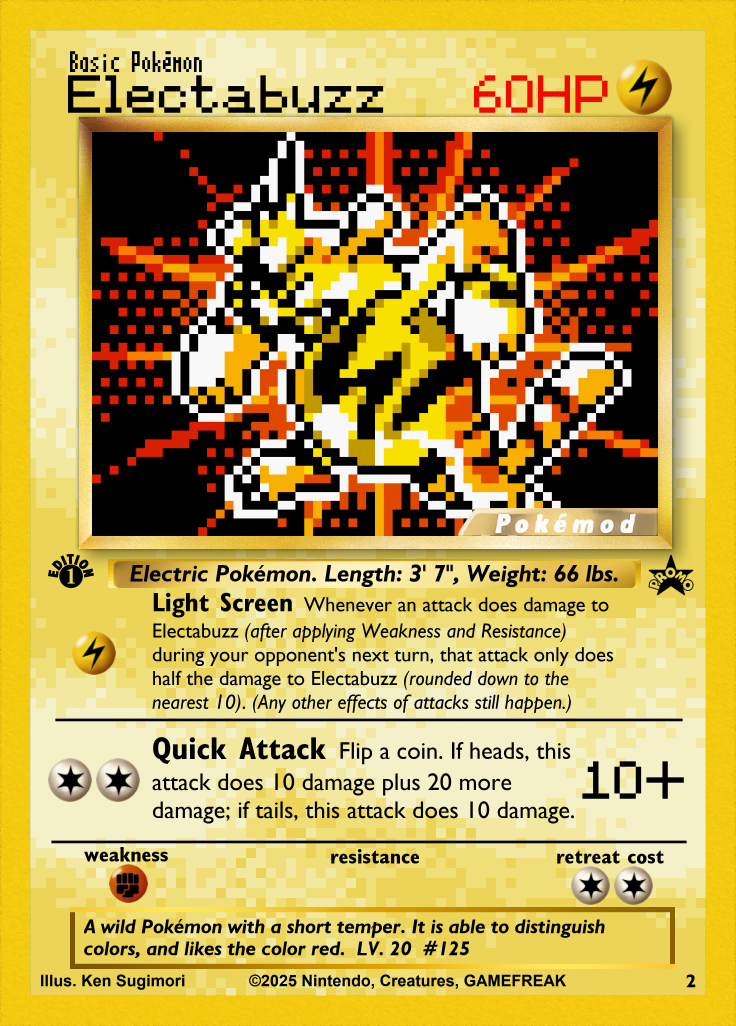 Basic Pokémon
Electabuzz 60HP
Pokémod
EDITION
1
Electric Pokémon. Length: 3' 7", Weight: 66 lbs.
PROMO
Light Screen Whenever an attack does damage to
Electabuzz (after applying Weakness and Resistance)
during your opponent's next turn, that attack only does
half the damage to Electabuzz (rounded down to the
nearest 10). (Any other effects of attacks still happen.)
Quick Attack Flip a coin. If heads, this
attack does 10 damage plus 20 more
damage; if tails, this attack does 10 damage.
10+
weakness resistance retreat cost
A wild Pokémon with a short temper. It is able to distinguish
colors, and likes the color red. LV. 20 #125
Illus. Ken Sugimori ©2025 Nintendo, Creatures, GAMEFREAK 2